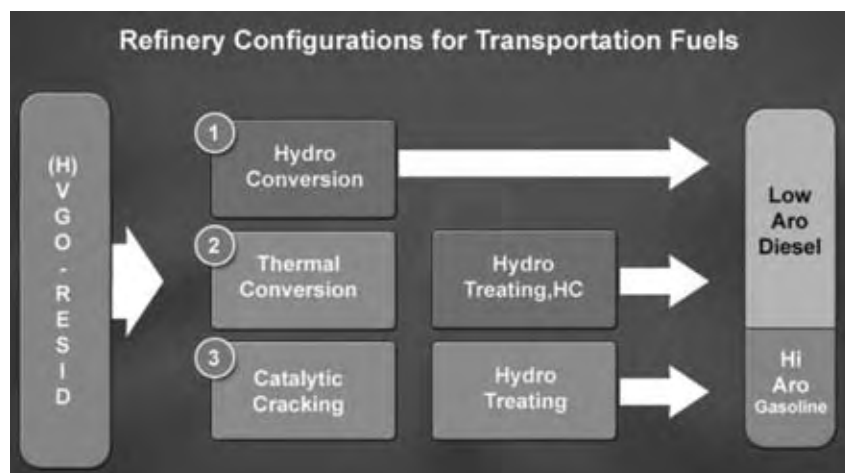 Refinery Configurations for Transportation Fuels
(H)
V
G
O
-
R
E
S
I
D
1
Hydro
Conversion
2
Thermal
Conversion
Hydro
Treating,HC
3
Catalytic
Cracking
Hydro
Treating
Low
Aro
Diesel
Hi
Aro
Gasoline